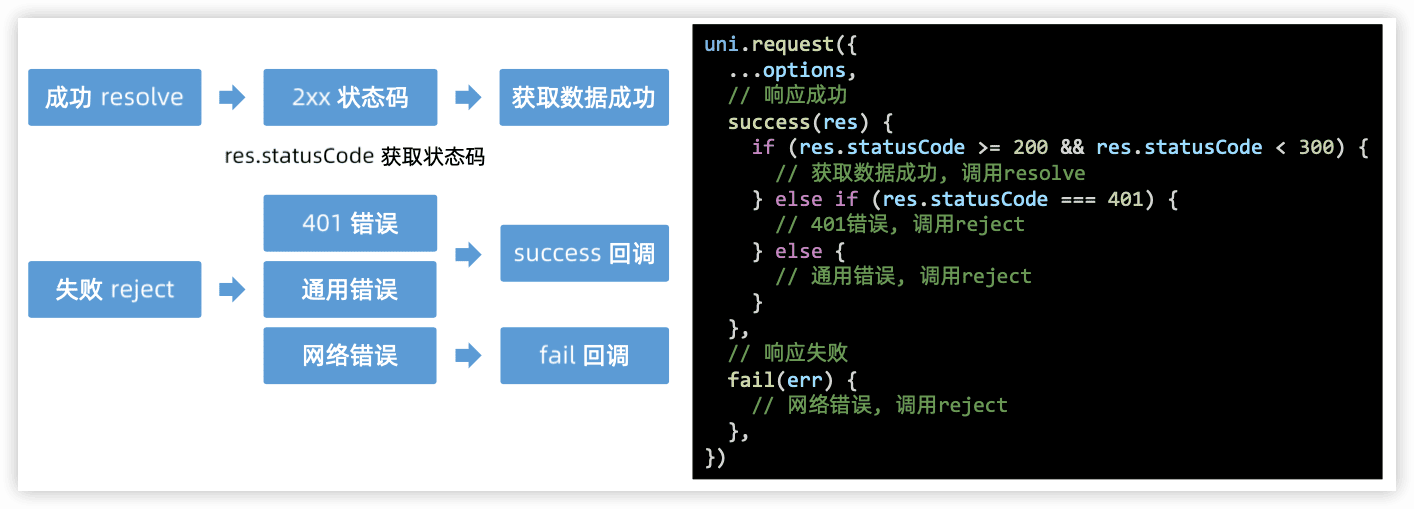 成功 resolve
2xx 状态码
获取数据成功
res.statusCode 获取状态码
401 错误
success 回调
失败 reject
通用错误
网络错误
fail 回调
uni.request({
  ...options,
  // 响应成功
  success(res) {
    if (res.statusCode >= 200 && res.statusCode < 300) {
      // 获取数据成功, 调用resolve
    } else if (res.statusCode === 401) {
      // 401错误, 调用reject
    } else {
      // 通用错误, 调用reject
    }
  },
  // 响应失败
  fail(err) {
    // 网络错误, 调用reject
  },
})